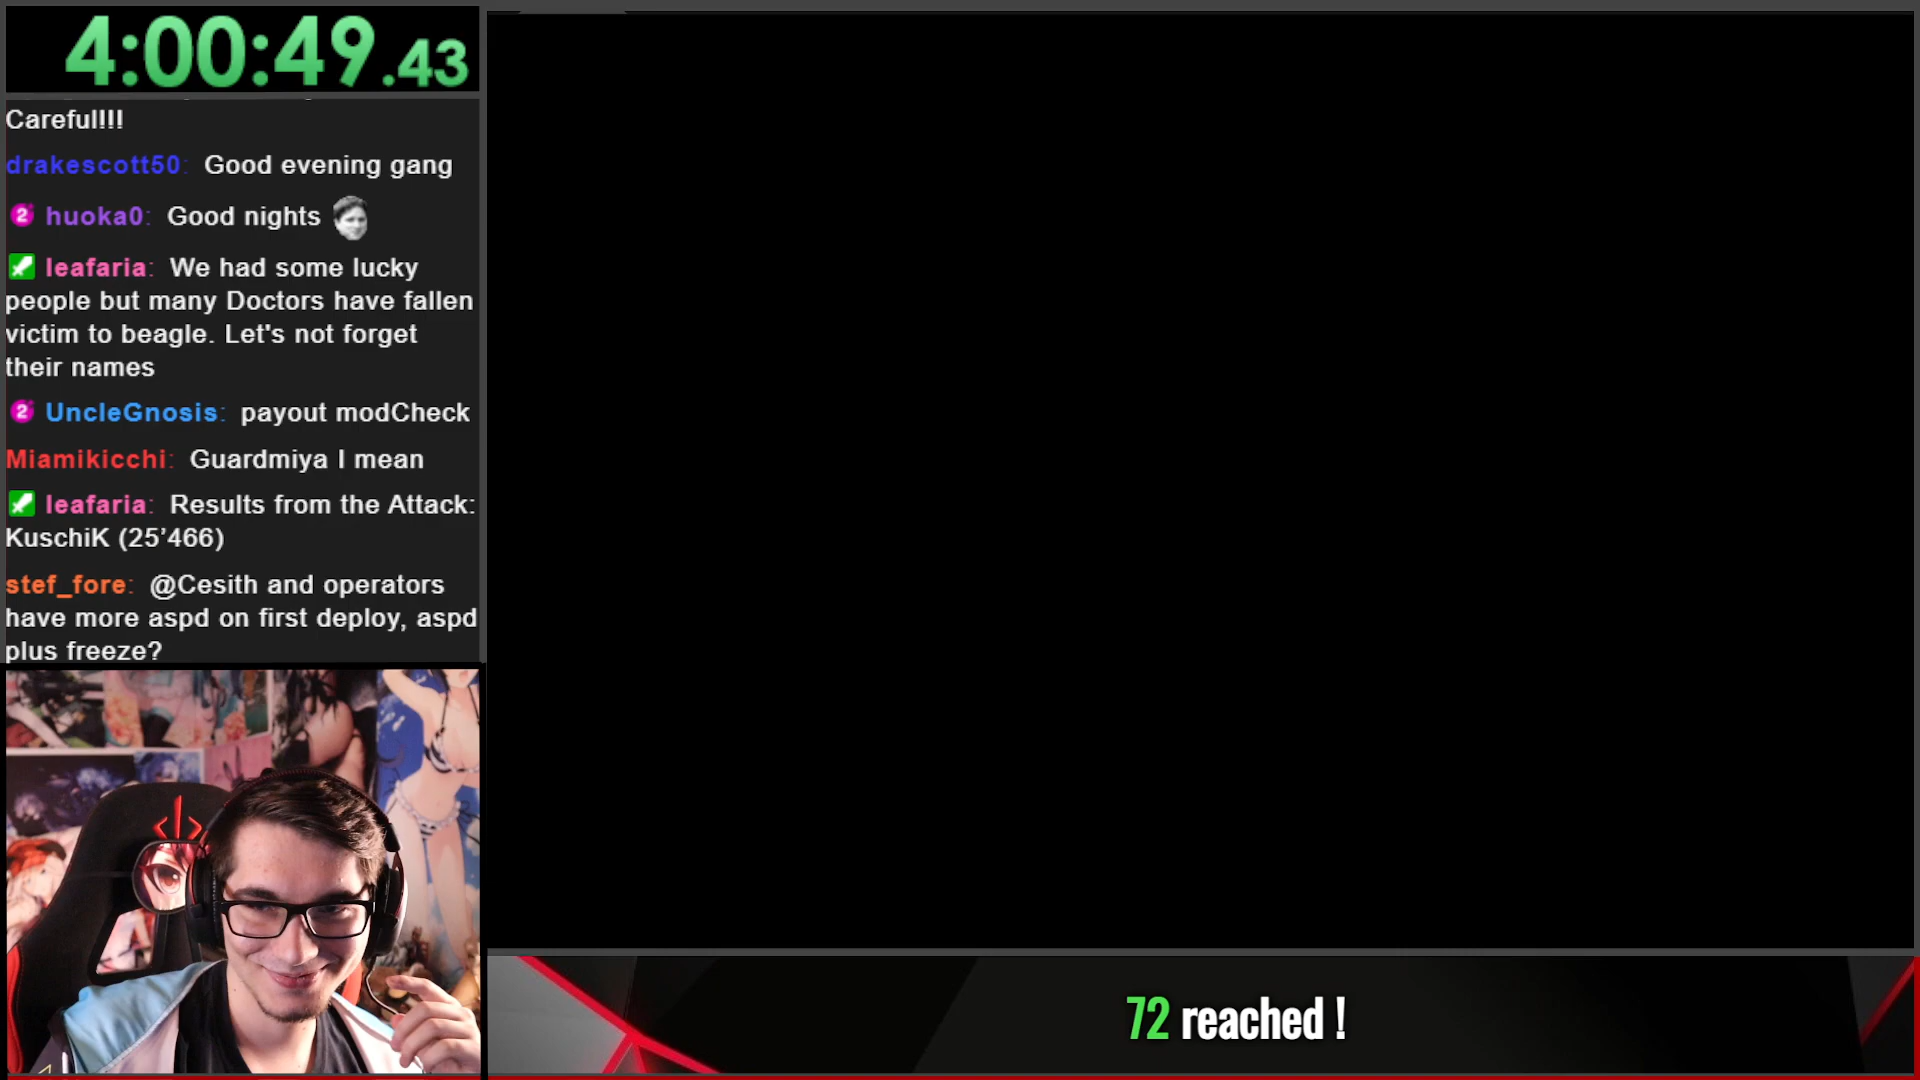 4:00:49.43
Careful!!!
drakescott50: Good evening gang
2 huoka0: Good nights
leafaria: We had some lucky
people but many Doctors have fallen
victim to beagle. Let's not forget
their names
2 UncleGnosis: payout modCheck
Miamikicchi: Guardmiya I mean
leafaria: Results from the Attack:
KuschiK (25’466)
stef_fore: @Cesith and operators
have more aspd on first deploy, aspd
plus freeze?
72 reached !